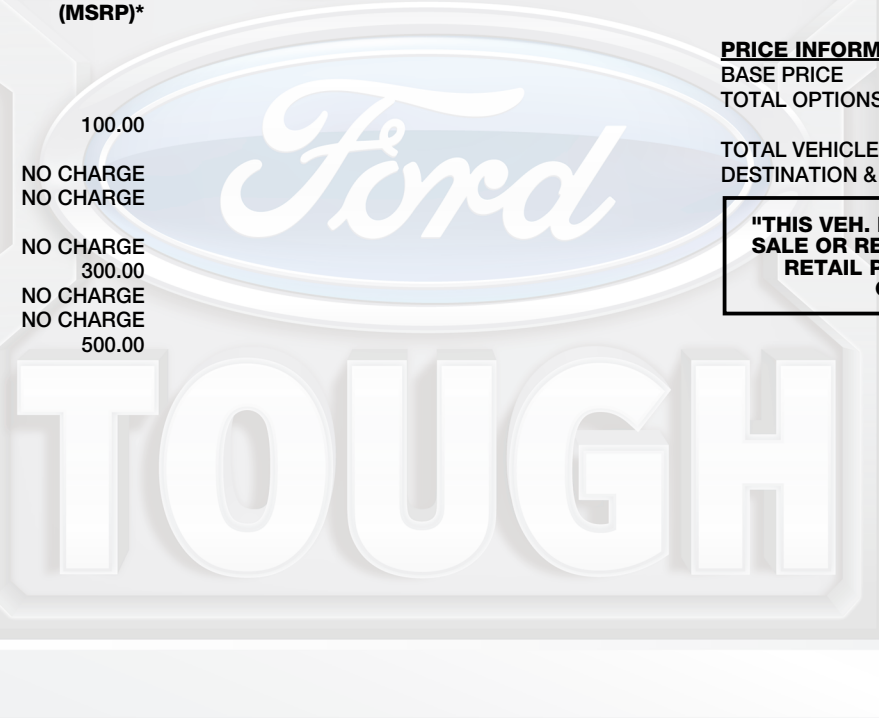 (MSRP)*
100.00
NO CHARGE
NO CHARGE
NO CHARGE
300.00
NO CHARGE
NO CHARGE
500.00
PRICE INFORM
BASE PRICE
TOTAL OPTIONS
TOTAL VEHICLE
DESTINATION &
"THIS VEH.
SALE OR RE
RETAIL P
Ford
TOUGH